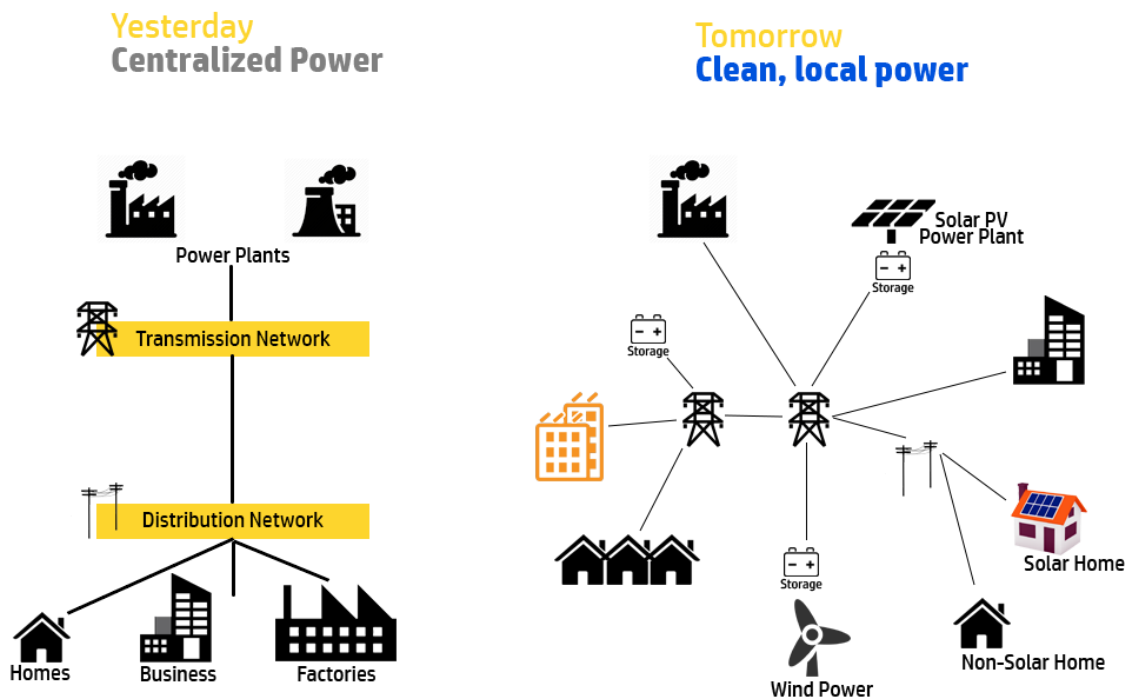 Yesterday
Centralized Power
Power Plants
Transmission Network
Distribution Network
Homes
Business
Factories
Tomorrow
Clean, local power
Solar PV
Power Plant
Storage
Storage
Storage
Solar Home
Non-Solar Home
Wind Power